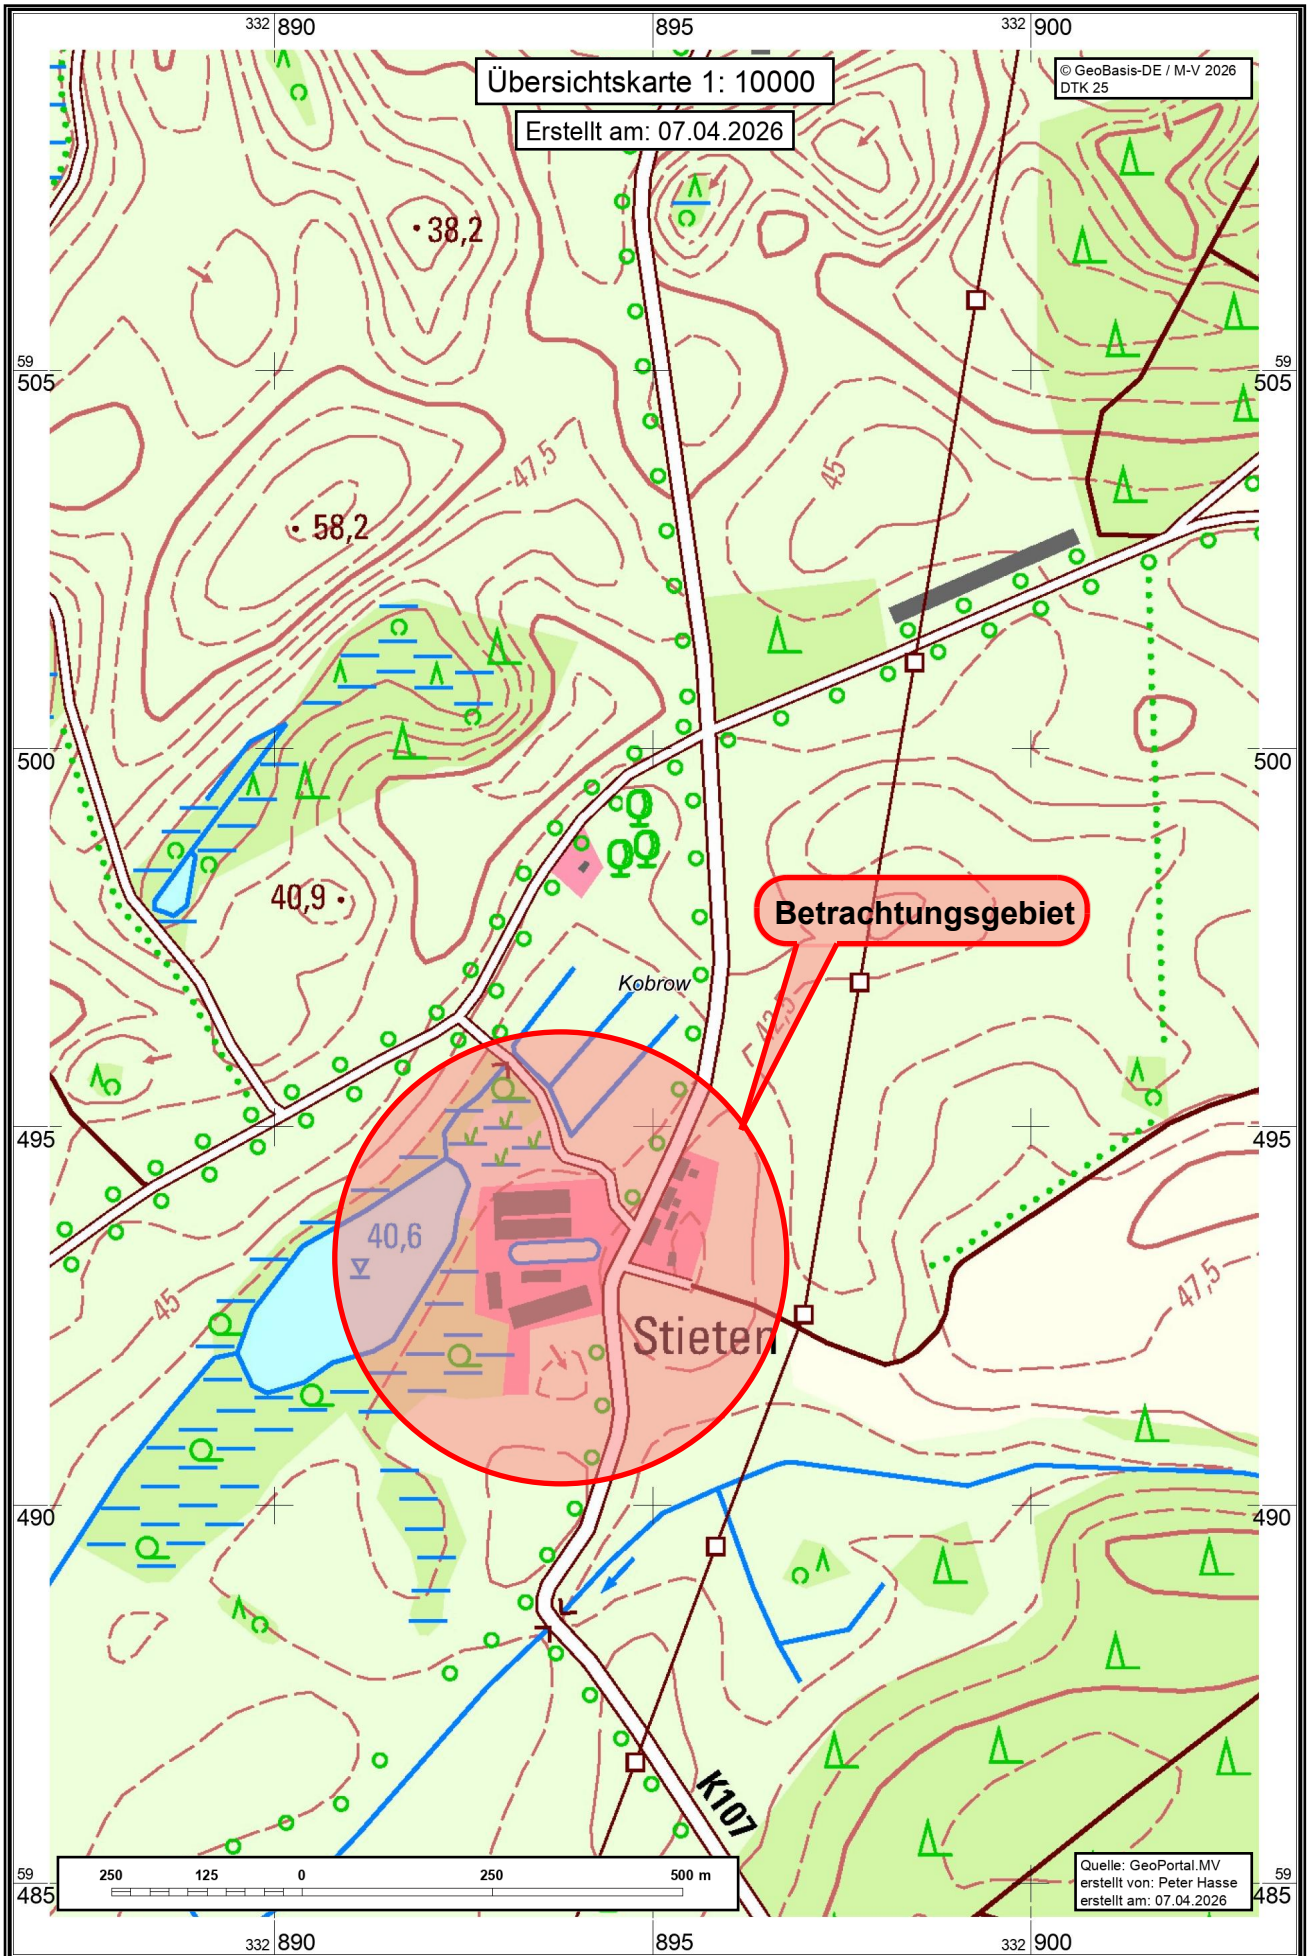 332 890
895
332 900
Übersichtskarte 1: 10000
© GeoBasis-DE / M-V 2026
DTK 25
Erstellt am: 07.04.2026
38,2
59
505
59
505
47,5
45
58,2
500
500
40,9
Betrachtungsgebiet
Kobrow
42,5
495
495
40,6
45
47,5
Stieten
490
490
K107
250 125 0 250 500 m
Quelle: GeoPortal.MV
erstellt von: Peter Hasse
erstellt am: 07.04.2026
59
485
59
485
332 890
895
332 900